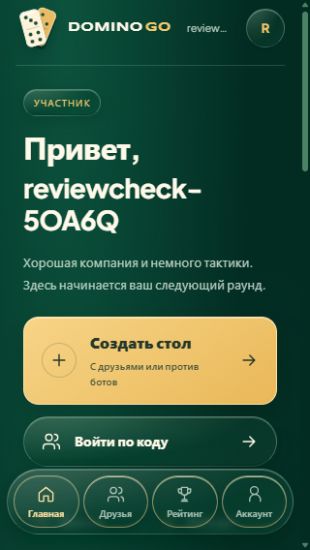 DOMINO GO
review...
R
УЧАСТНИК
Привет,
reviewcheck-
5OA6Q
Хорошая компания и немного тактики.
Здесь начинается ваш следующий раунд.
Создать стол
С друзьями или против
ботов
Войти по коду
Главная
Друзья
Рейтинг
Аккаунт